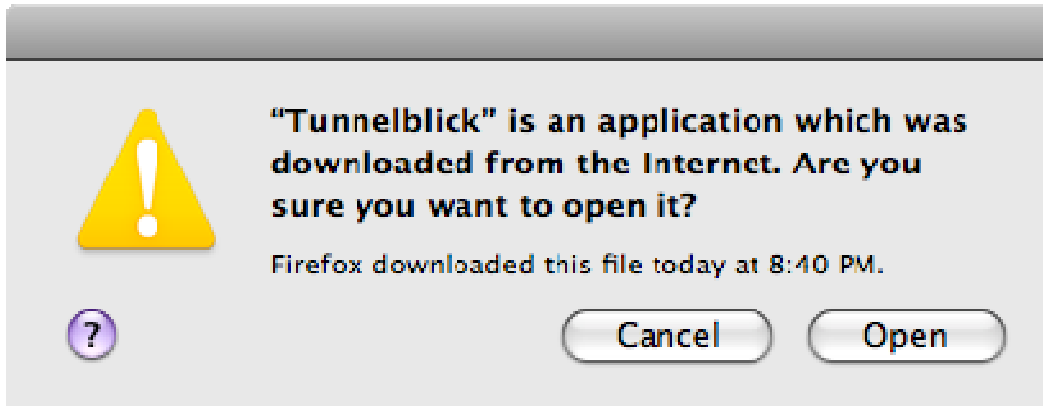 “Tunnelblick” is an application which was
downloaded from the Internet. Are you
sure you want to open it?
Firefox downloaded this file today at 8:40 PM.
? Cancel Open